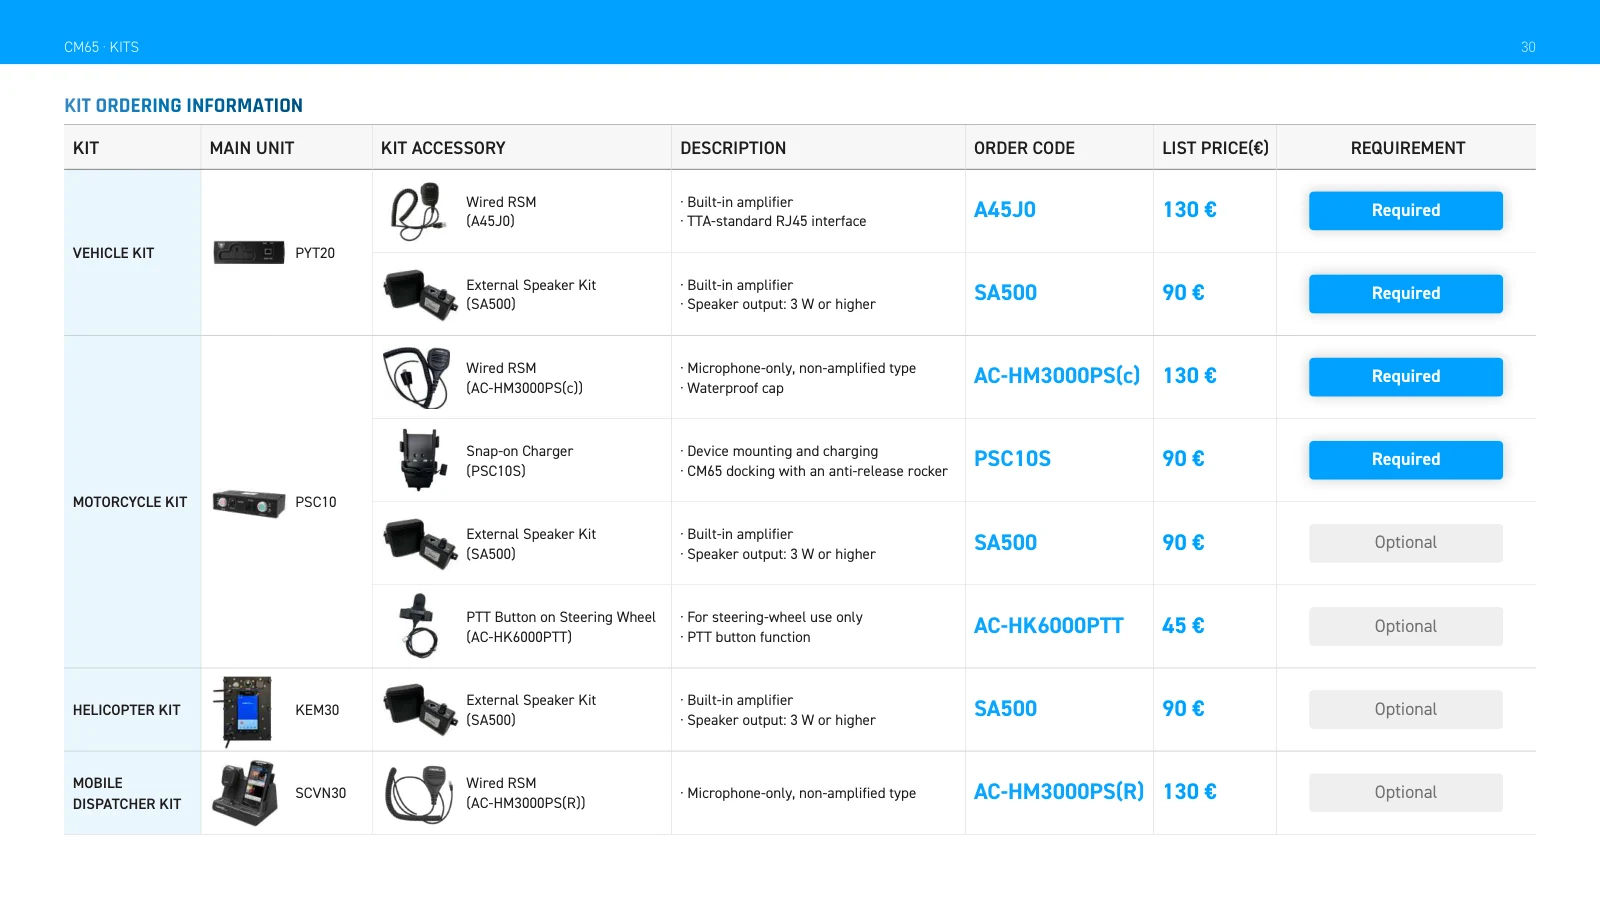 CM65 · KITS
30
KIT ORDERING INFORMATION
KIT
MAIN UNIT
KIT ACCESSORY
DESCRIPTION
ORDER CODE
LIST PRICE(€)
REQUIREMENT
VEHICLE KIT
PYT20
Wired RSM
(A45J0)
· Built-in amplifier
· TTA-standard RJ45 interface
A45J0
130 €
Required
External Speaker Kit
(SA500)
· Built-in amplifier
· Speaker output: 3 W or higher
SA500
90 €
Required
MOTORCYCLE KIT
PSC10
Wired RSM
(AC-HM3000PS(c))
· Microphone-only, non-amplified type
· Waterproof cap
AC-HM3000PS(c)
130 €
Required
Snap-on Charger
(PSC10S)
· Device mounting and charging
· CM65 docking with an anti-release rocker
PSC10S
90 €
Required
External Speaker Kit
(SA500)
· Built-in amplifier
· Speaker output: 3 W or higher
SA500
90 €
Optional
PTT Button on Steering Wheel
(AC-HK6000PTT)
· For steering-wheel use only
· PTT button function
AC-HK6000PTT
45 €
Optional
HELICOPTER KIT
KEM30
External Speaker Kit
(SA500)
· Built-in amplifier
· Speaker output: 3 W or higher
SA500
90 €
Optional
MOBILE
DISPATCHER KIT
SCVN30
Wired RSM
(AC-HM3000PS(R))
· Microphone-only, non-amplified type
AC-HM3000PS(R)
130 €
Optional